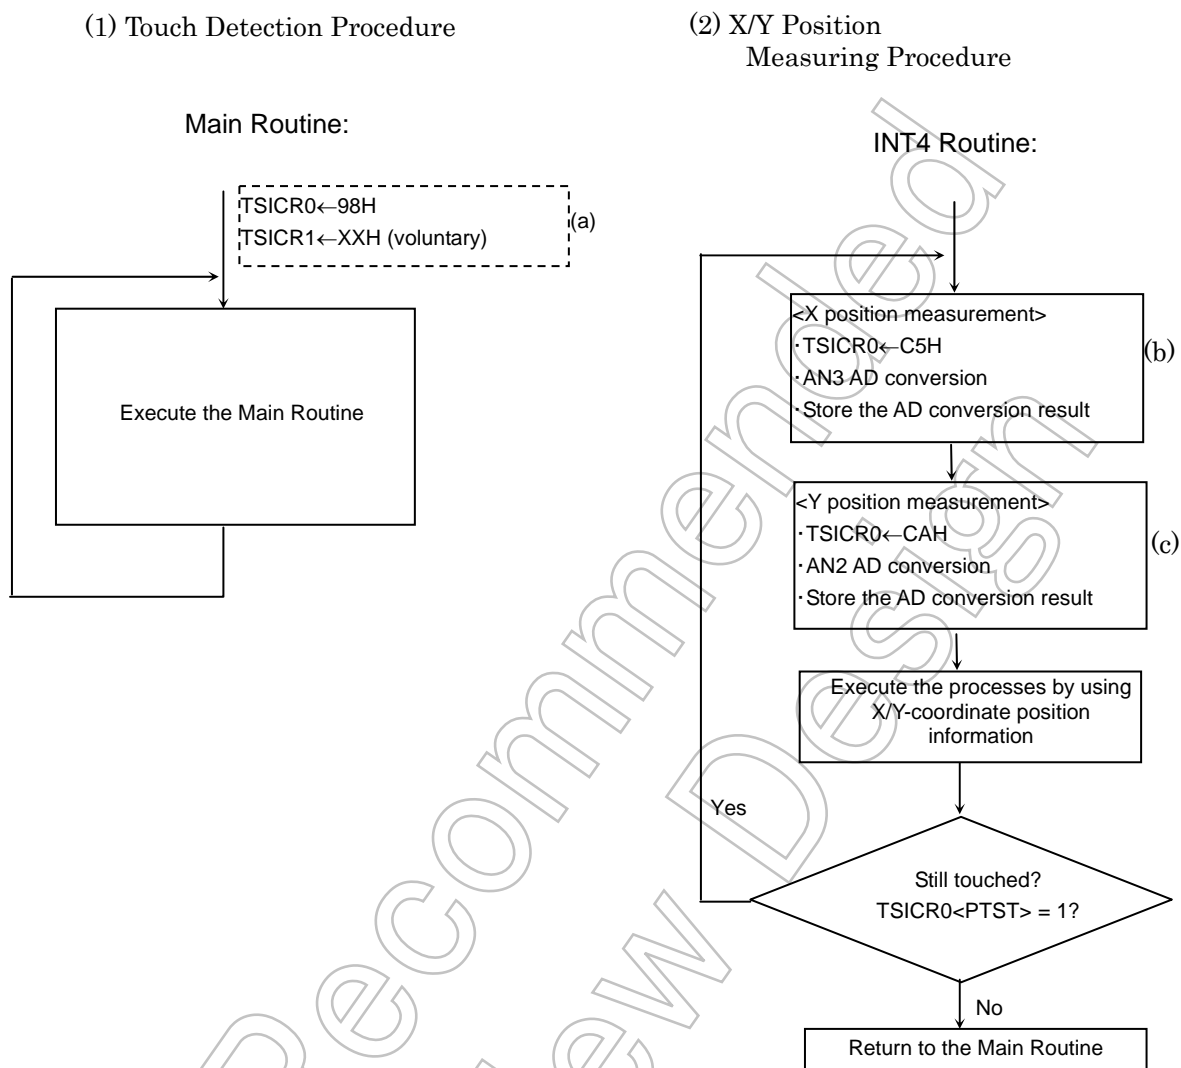 (1) Touch Detection Procedure
Main Routine:
TSICR0←98H
TSICR1←XXH (voluntary)
(a)
Execute the Main Routine
(2) X/Y Position
Measuring Procedure
INT4 Routine:
<X position measurement>
・TSICR0←C5H
・AN3 AD conversion
・Store the AD conversion result
(b)
<Y position measurement>
・TSICR0←CAH
・AN2 AD conversion
・Store the AD conversion result
(c)
Execute the processes by using
X/Y-coordinate position
information
Yes
Still touched?
TSICR0<PTST> = 1?
No
Return to the Main Routine
Recommended
New Design